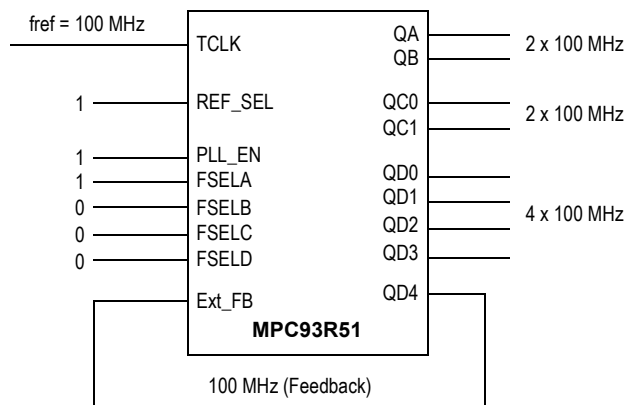 fref = 100 MHz
TCLK
QA
QB
2 x 100 MHz
1
REF_SEL
QC0
QC1
2 x 100 MHz
1
PLL_EN
1
FSELA
0
FSELB
0
FSELC
0
FSELD
QD0
QD1
QD2
QD3
4 x 100 MHz
Ext_FB
QD4
MPC93R51
100 MHz (Feedback)